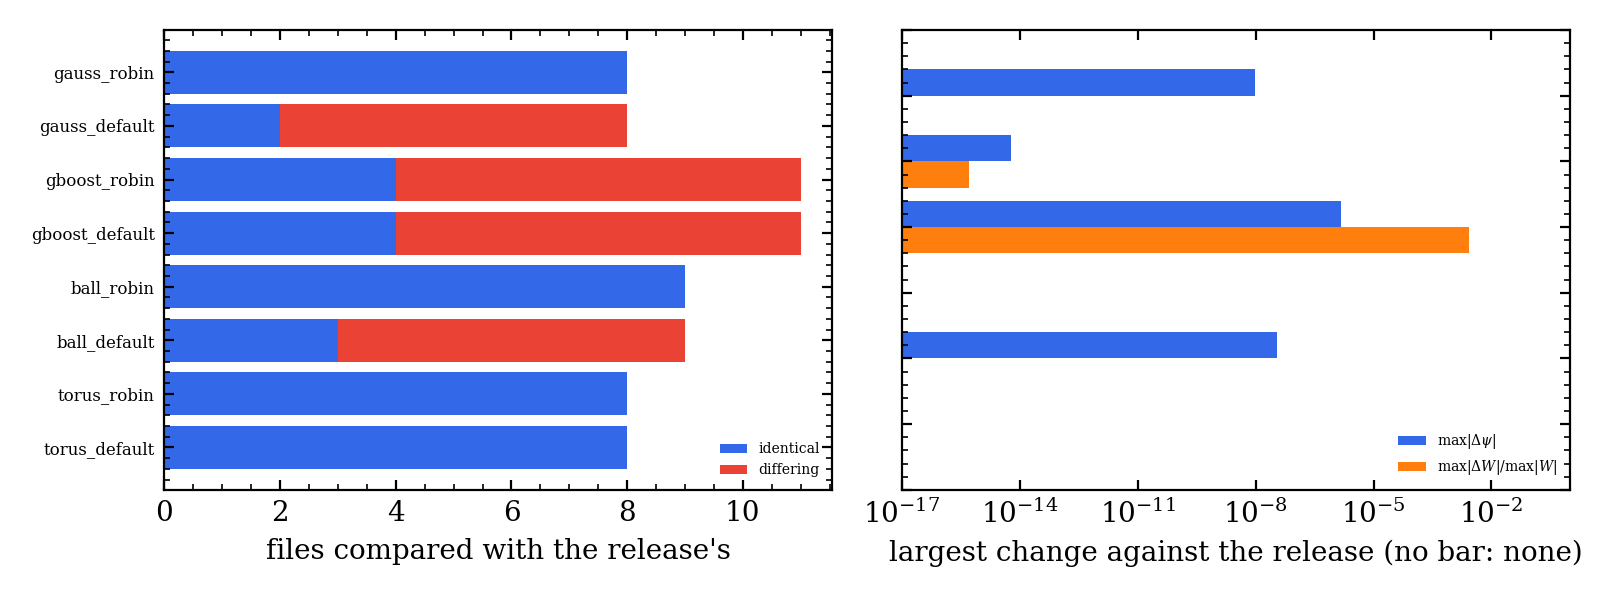 gauss_robin
gauss_default
gboost_robin
gboost_default
ball_robin
ball_default
torus_robin
torus_default
identical
differing
0 2 4 6 8 10
files compared with the release's
max|Δψ|
max|ΔW|/max|W|
10⁻¹⁷ 10⁻¹⁴ 10⁻¹¹ 10⁻⁸ 10⁻⁵ 10⁻²
largest change against the release (no bar: none)